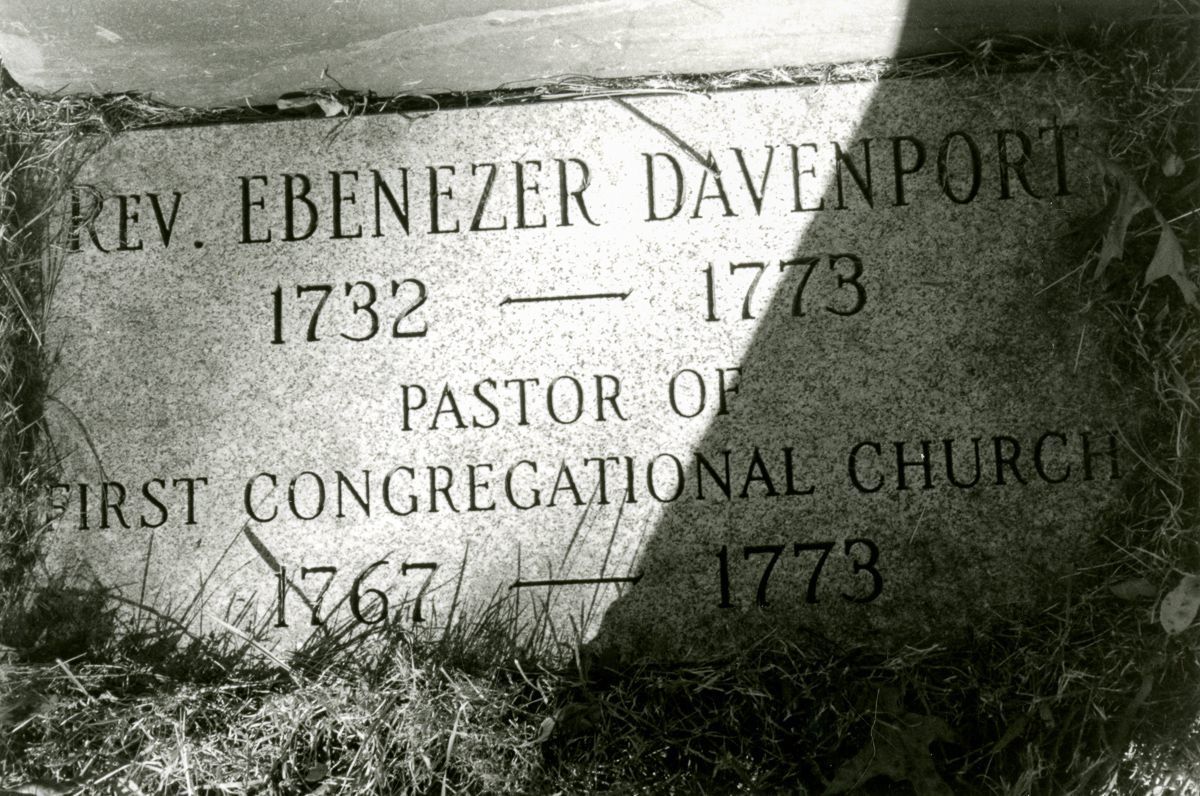 REV. EBENEZER DAVENPORT
1732 — 1773
PASTOR OF
FIRST CONGREGATIONAL CHURCH
1767 — 1773